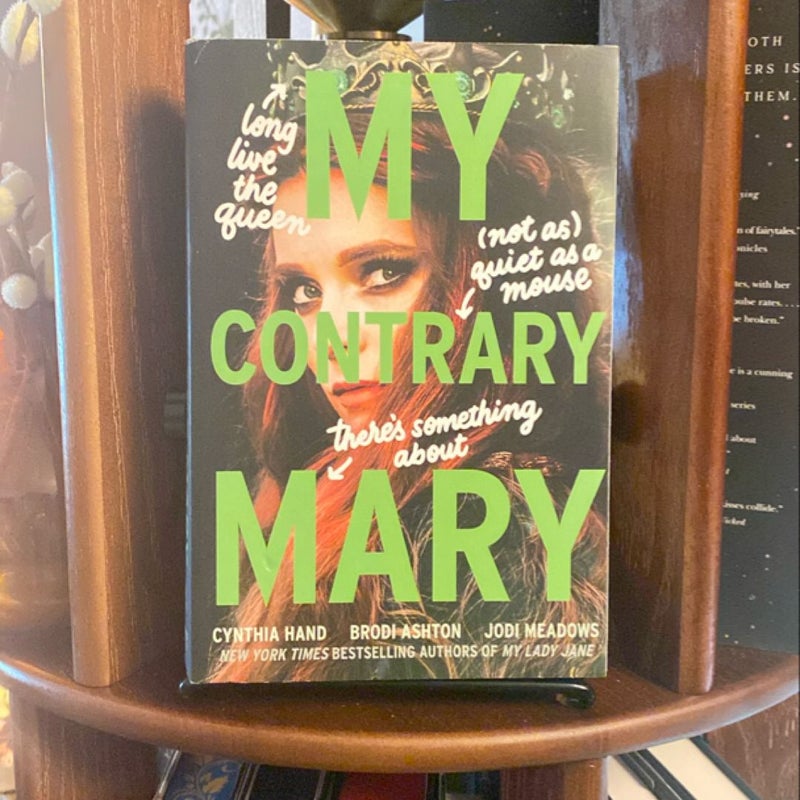 MY
long
live
the
queen
(not as)
quiet as a
mouse
CONTRARY
there's something
about
MARY
CYNTHIA HAND BRODI ASHTON JODI MEADOWS
NEW YORK TIMES BESTSELLING AUTHORS OF MY LADY JANE
OTH
ERS IS
THEM.
n of fairytales."
onicles
tes, with her
pulse rates. . . .
be broken."
e is a cunning
series
about
sses collide."